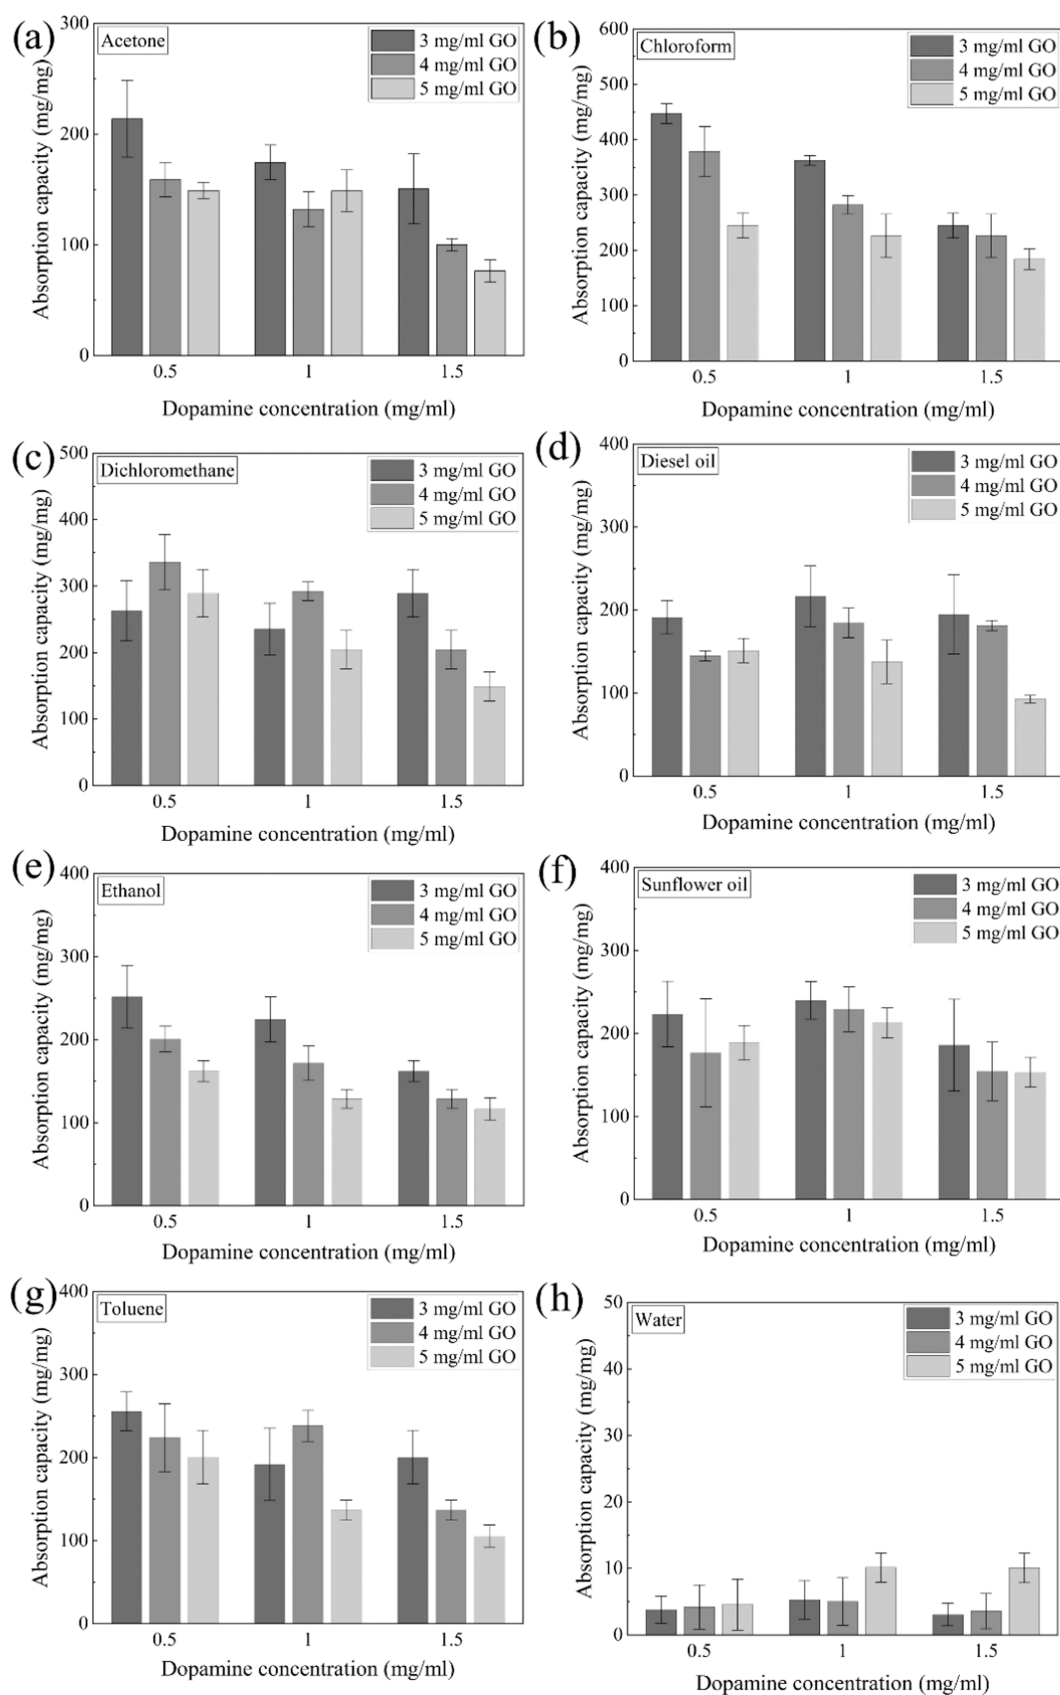 (a)
Acetone
3 mg/ml GO
4 mg/ml GO
5 mg/ml GO
300
200
100
0
Absorption capacity (mg/mg)
0.5 1 1.5
Dopamine concentration (mg/ml)
(b)
Chloroform
3 mg/ml GO
4 mg/ml GO
5 mg/ml GO
600
500
400
300
200
100
0
Absorption capacity (mg/mg)
0.5 1 1.5
Dopamine concentration (mg/ml)
(c)
Dichloromethane
3 mg/ml GO
4 mg/ml GO
5 mg/ml GO
500
400
300
200
100
0
Absorption capacity (mg/mg)
0.5 1 1.5
Dopamine concentration (mg/ml)
(d)
Diesel oil
3 mg/ml GO
4 mg/ml GO
5 mg/ml GO
400
300
200
100
0
Absorption capacity (mg/mg)
0.5 1 1.5
Dopamine concentration (mg/ml)
(e)
Ethanol
3 mg/ml GO
4 mg/ml GO
5 mg/ml GO
400
300
200
100
0
Absorption capacity (mg/mg)
0.5 1 1.5
Dopamine concentration (mg/ml)
(f)
Sunflower oil
3 mg/ml GO
4 mg/ml GO
5 mg/ml GO
400
300
200
100
0
Absorption capacity (mg/mg)
0.5 1 1.5
Dopamine concentration (mg/ml)
(g)
Toluene
3 mg/ml GO
4 mg/ml GO
5 mg/ml GO
400
300
200
100
0
Absorption capacity (mg/mg)
0.5 1 1.5
Dopamine concentration (mg/ml)
(h)
Water
3 mg/ml GO
4 mg/ml GO
5 mg/ml GO
50
40
30
20
10
0
Absorption capacity (mg/mg)
0.5 1 1.5
Dopamine concentration (mg/ml)